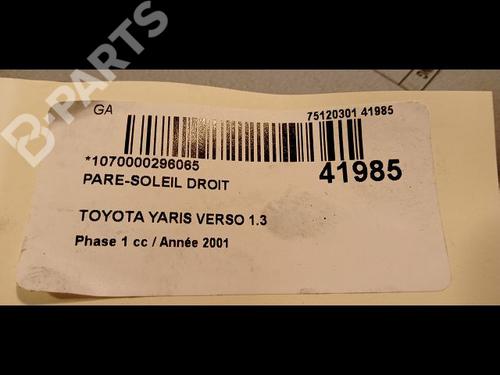 B-PARTS
GA
75120301 41985
*1070000296065
41985
PARE-SOLEIL DROIT
TOYOTA YARIS VERSO 1.3
Phase 1 cc / Année 2001